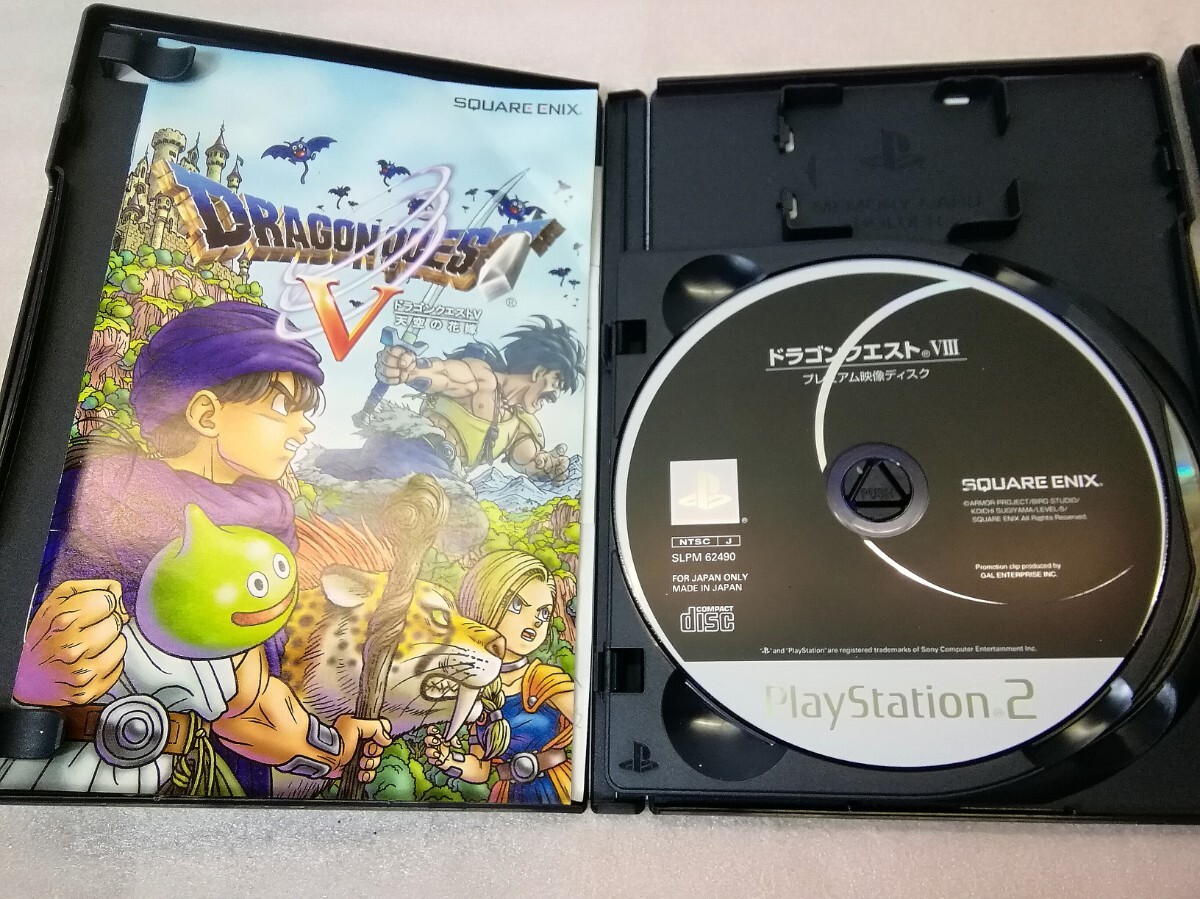 SQUARE ENIX.
DRAGON QUEST
V
®
ドラゴンクエストV
天空の花嫁
ドラゴンクエスト®VIII
プレミアム映像ディスク
PUSH
SQUARE ENIX.
©ARMOR PROJECT/BIRD STUDIO/
KOICHI SUGIYAMA/LEVEL-5/
SQUARE ENIX All Rights Reserved.
®
NTSC J
SLPM 62490
FOR JAPAN ONLY
MADE IN JAPAN
Promotion clip produced by
GAL ENTERPRISE INC.
COMPACT
disc
" " and "PlayStation" are registered trademarks of Sony Computer Entertainment Inc.
PlayStation®2